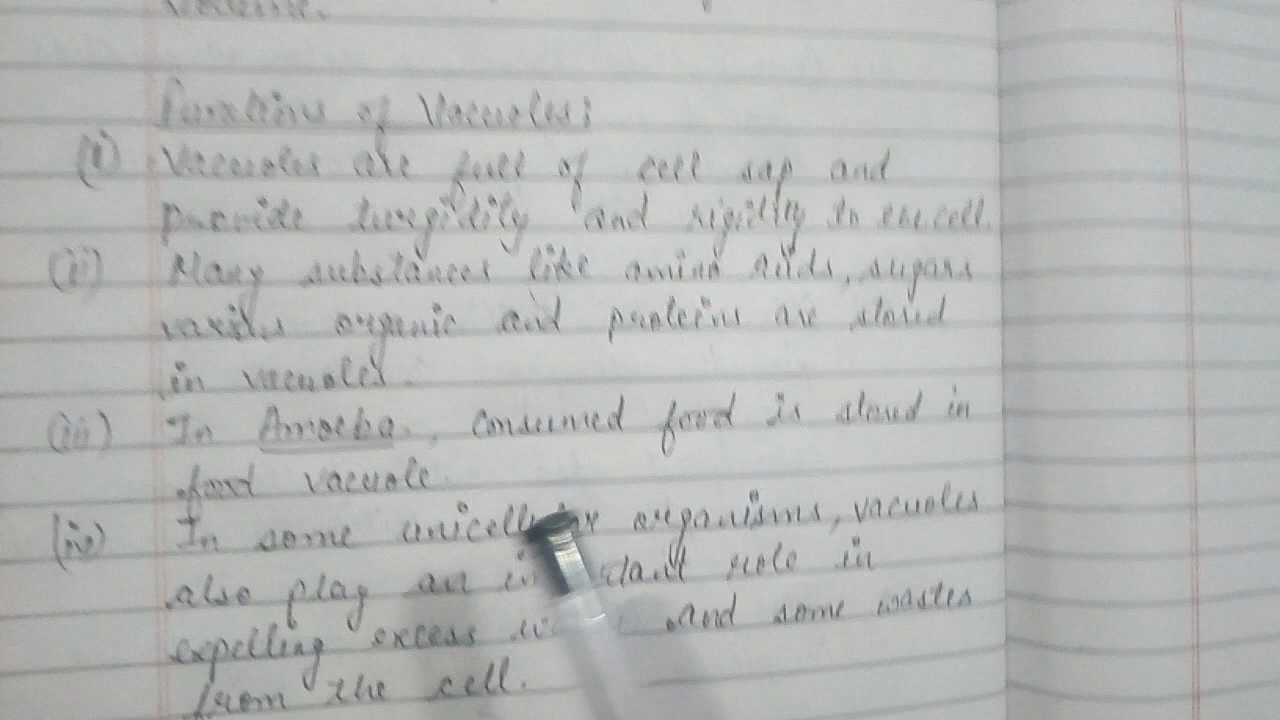 Functions of Vacuoles:
(i) Vacuoles are full of cell sap and
provide turgidity and rigidity to the cell.
(ii) Many substances like amino acids, sugars
various organic and proteins are stored
in vacuoles.
(iii) In Amoeba, consumed food is stored in
food vacuole.
(iv) In some unicellular organisms, vacuoles
also play an role in
expelling excess and some wastes
from the cell.